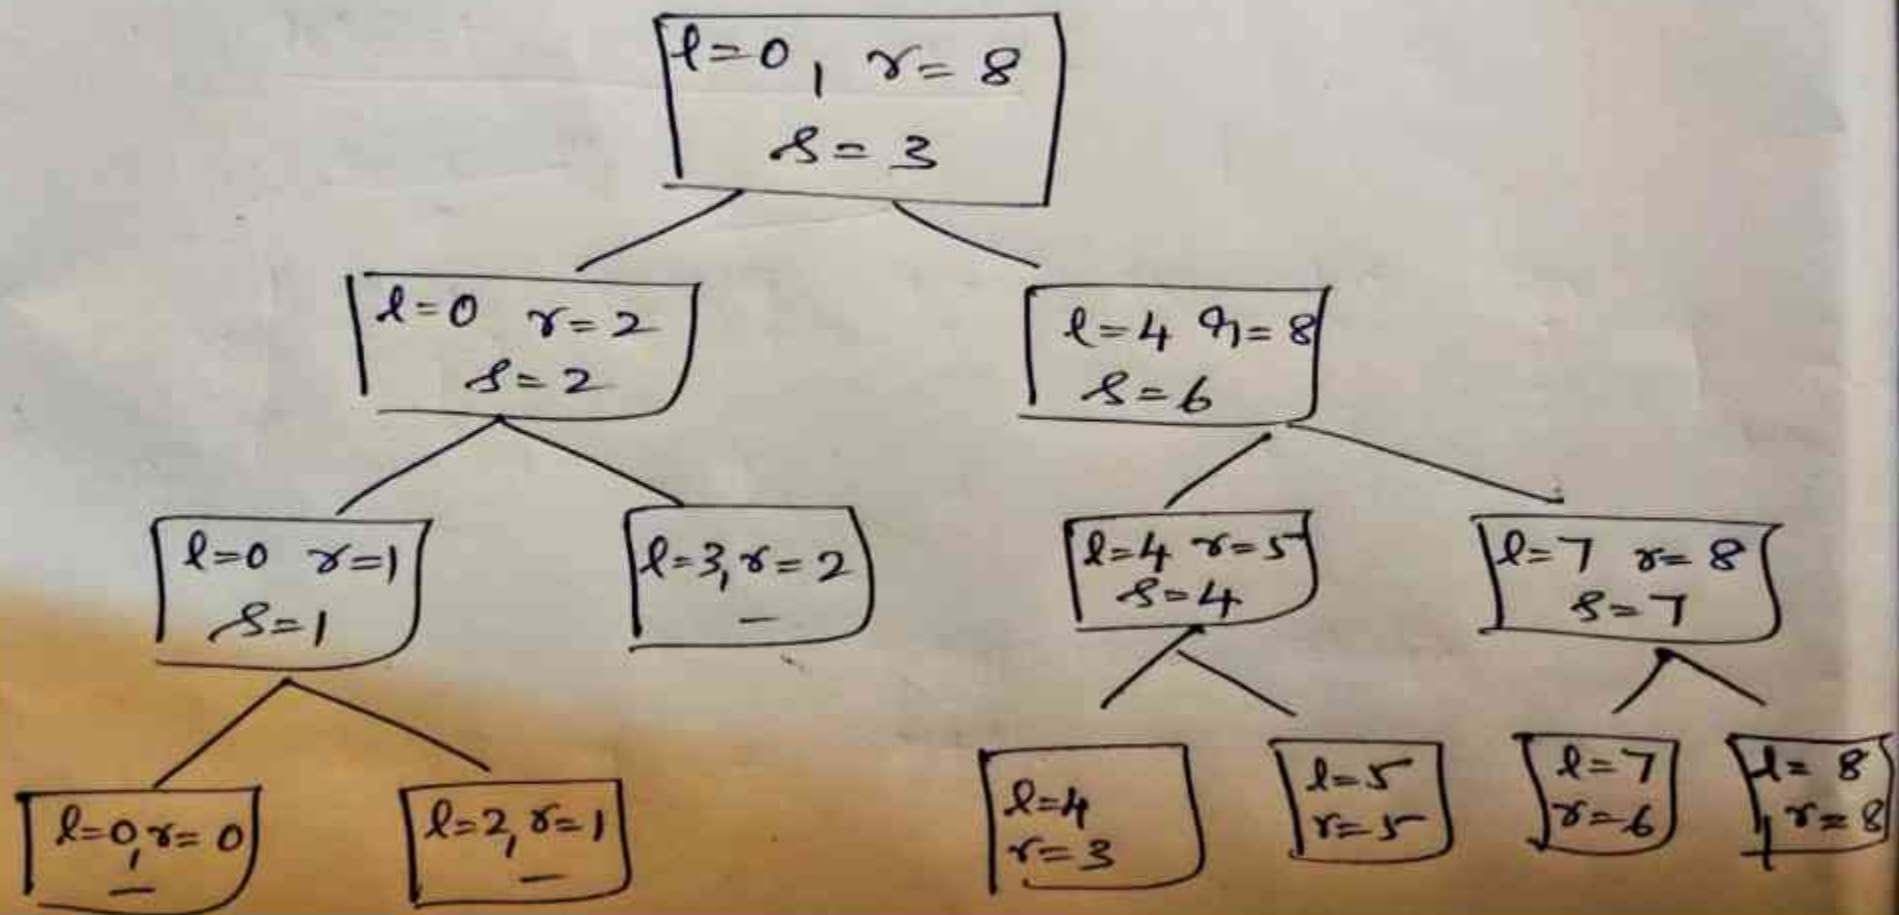 l=0, r=8
s=3
l=0 r=2
s=2
l=4 r=8
s=6
l=0 r=1
s=1
l=3, r=2
—
l=4 r=5
s=4
l=7 r=8
s=7
l=0, r=0
—
l=2, r=1
—
l=4
r=3
l=5
r=5
l=7
r=6
l=8
r=8